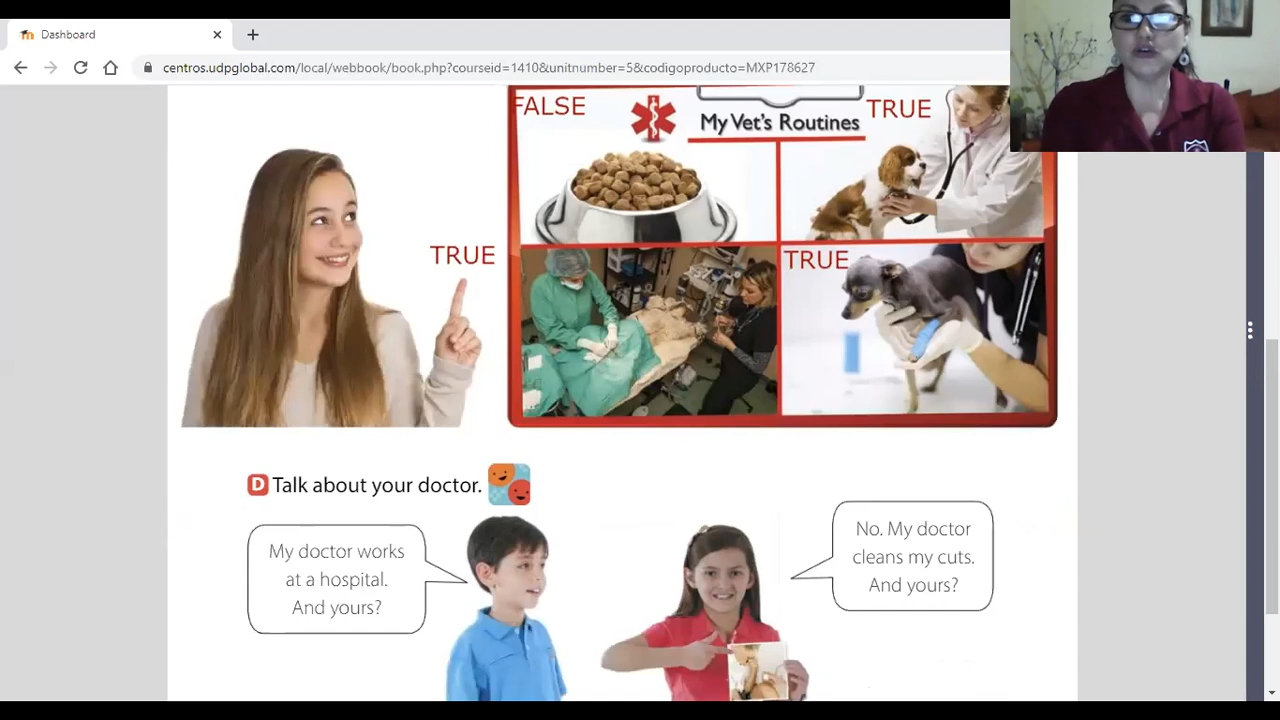 Dashboard
centros.udpglobal.com/local/webbook/book.php?courseid=1410&unitnumber=5&codigoproducto=MXP178627
FALSE
My Vet's Routines
TRUE
TRUE
TRUE
D Talk about your doctor.
My doctor works
at a hospital.
And yours?
No. My doctor
cleans my cuts.
And yours?